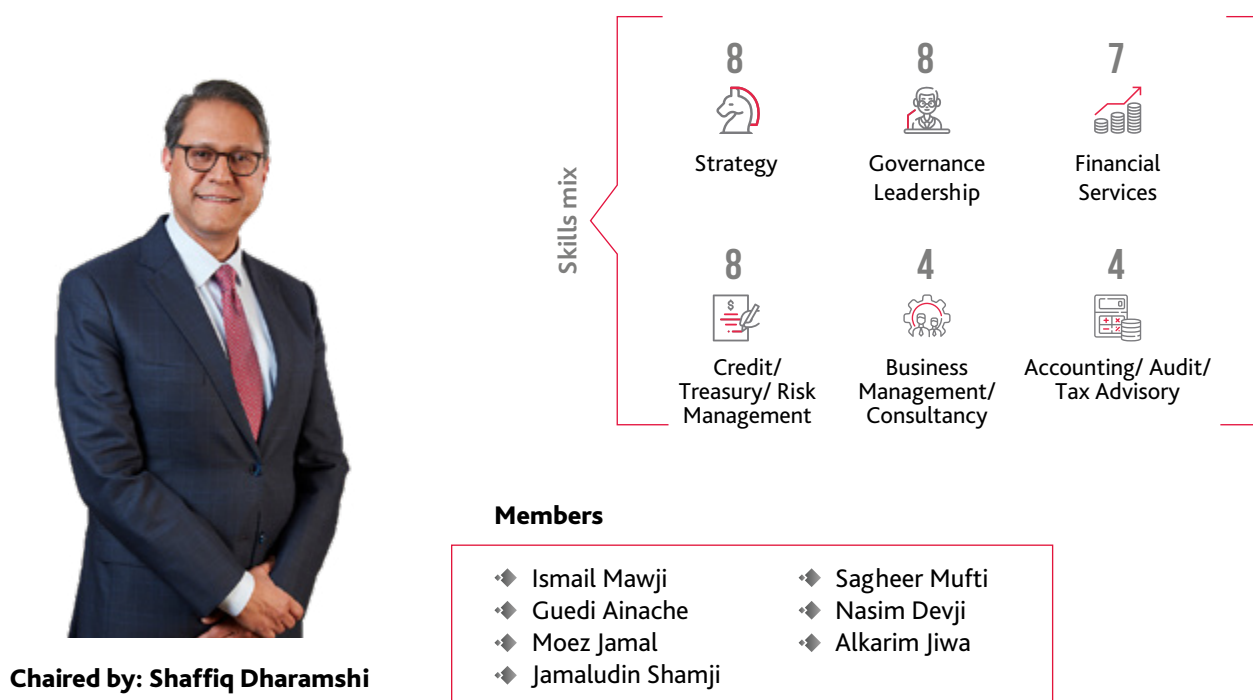 Skills mix
8
Strategy
8
Governance
Leadership
7
Financial
Services
8
$
Credit/
Treasury/ Risk
Management
4
Business
Management/
Consultancy
4
0
Accounting/ Audit/
Tax Advisory
Chaired by: Shaffiq Dharamshi
Members
Ismail Mawji
Guedi Ainache
Moez Jamal
Jamaludin Shamji
Sagheer Mufti
Nasim Devji
Alkarim Jiwa